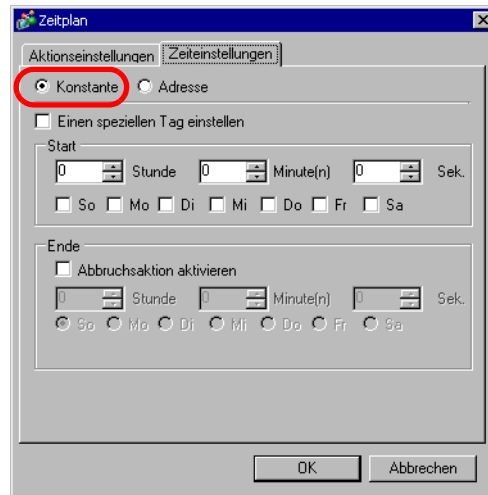 Zeitplan
Aktionseinstellungen Zeiteinstellungen
Konstante Adresse
Einen speziellen Tag einstellen
Start
0 Stunde 0 Minute(n) 0 Sek.
So Mo Di Mi Do Fr Sa
Ende
Abbruchsaktion aktivieren
0 Stunde 0 Minute(n) 0 Sek.
So Mo Di Mi Do Fr Sa
OK Abbrechen